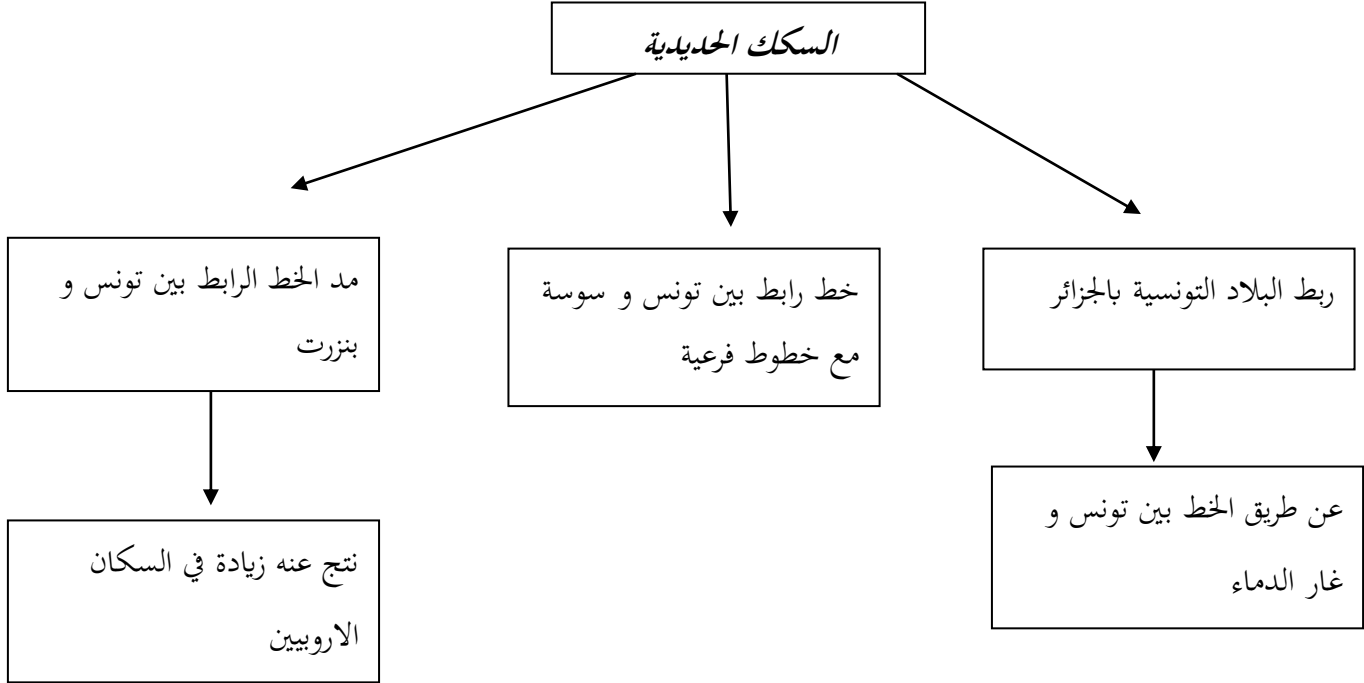 السكك الحديدية
ربط البلاد التونسية بالجزائر
خط رابط بين تونس و سوسة
مع خطوط فرعية
مد الخط الرابط بين تونس و
بنزرت
عن طريق الخط بين تونس و
غار الدماء
نتج عنه زيادة في السكان
الاروبيين